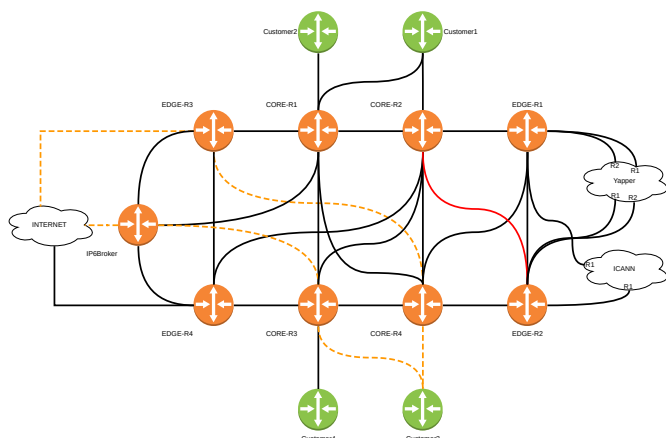 Customer2
Customer1
EDGE-R3
CORE-R1
CORE-R2
EDGE-R1
R2
R1
Yapper
R1
R2
INTERNET
IP6Broker
ICANN
R1
R1
EDGE-R4
CORE-R3
CORE-R4
EDGE-R2